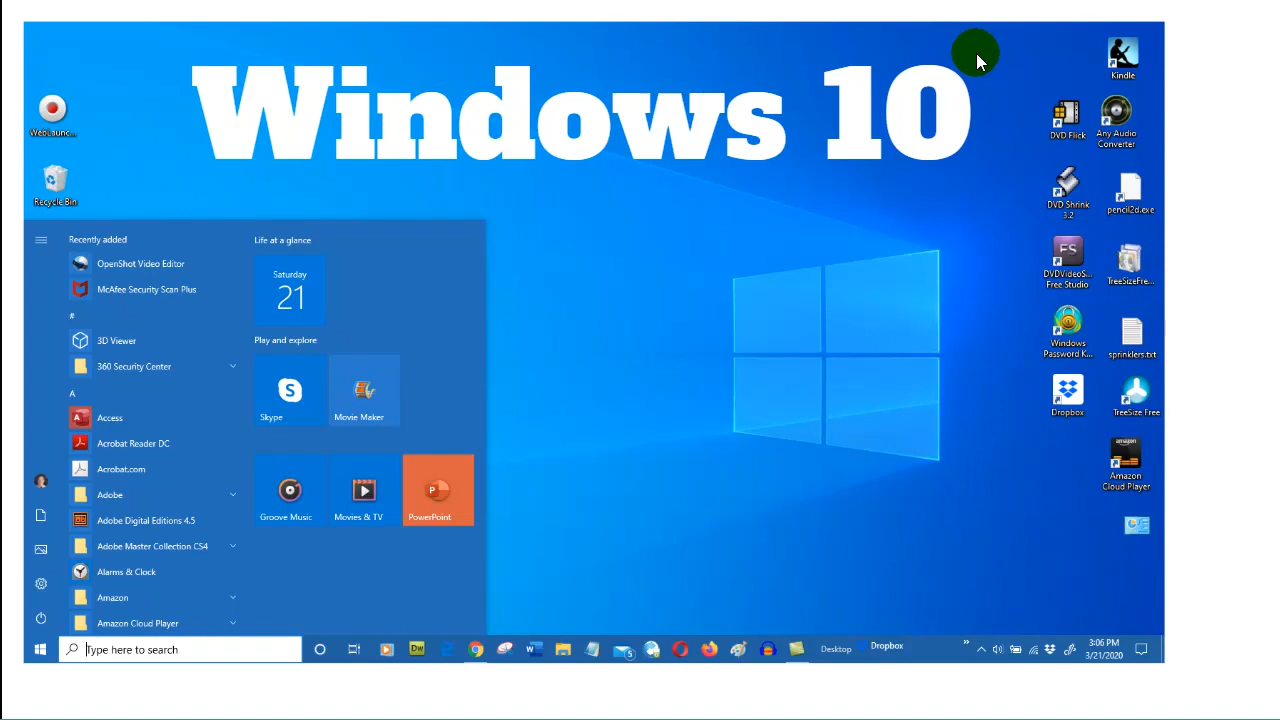 Windows 10
Kindle
WeoLaunc...
DVD Flick
Any Audio
Converter
Recycle Bin
DVD Shrink
3.2
pencil2d.exe
DVDVideoS...
Free Studio
TreeSizeFre...
Windows
Password K...
sprinklers.txt
Dropbox
TreeSize Free
amazon
Amazon
Cloud Player
Recently added
OpenShot Video Editor
McAfee Security Scan Plus
#
3D Viewer
360 Security Center
A
Access
Acrobat Reader DC
Acrobat.com
Adobe
Adobe Digital Editions 4.5
Adobe Master Collection CS4
Alarms & Clock
Amazon
Amazon Cloud Player
Life at a glance
Saturday
21
Play and explore
Skype
Movie Maker
Groove Music
Movies & TV
PowerPoint
Type here to search
Dw
5
Desktop
Dropbox
3:06 PM
3/21/2020